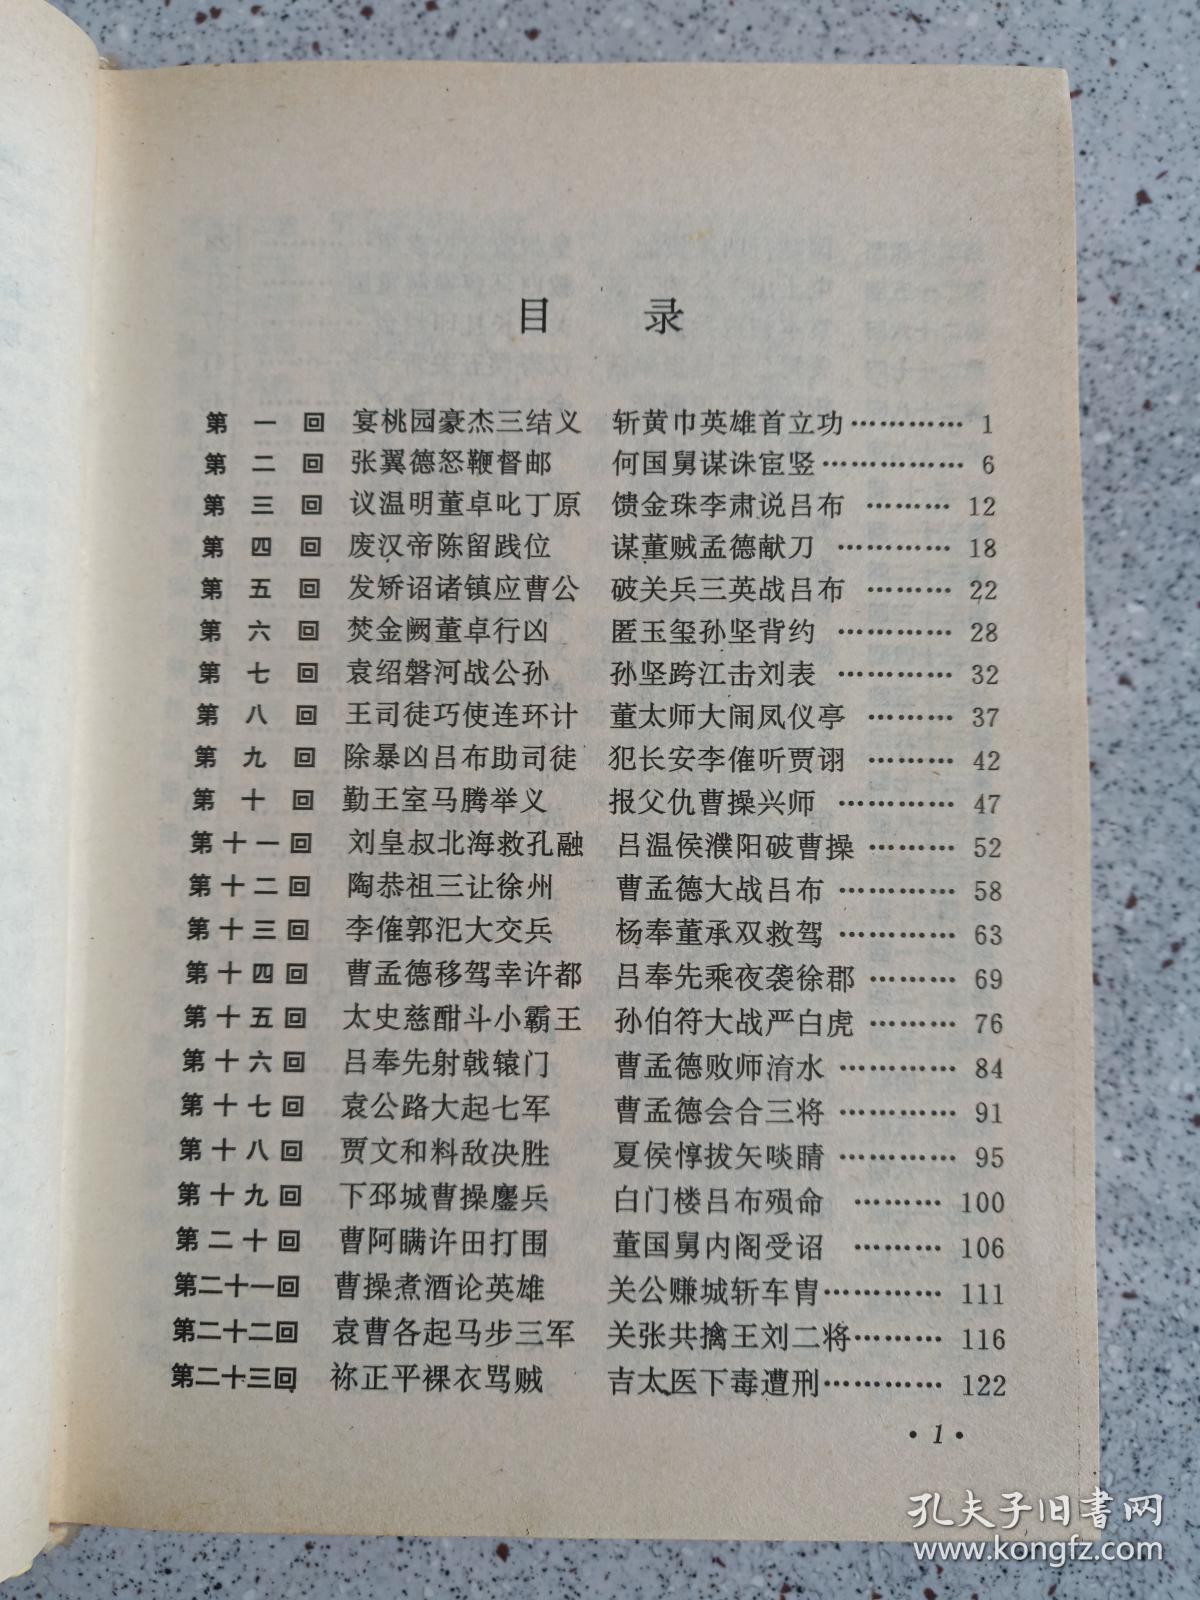 目 录
第一回 宴桃园豪杰三结义 斩黄巾英雄首立功………… 1
第二回 张翼德怒鞭督邮 何国舅谋诛宦竖…………… 6
第三回 议温明董卓叱丁原 馈金珠李肃说吕布 ……… 12
第四回 废汉帝陈留践位 谋董贼孟德献刀 ………… 18
第五回 发矫诏诸镇应曹公 破关兵三英战吕布 ……… 22
第六回 焚金阙董卓行凶 匿玉玺孙坚背约 ………… 28
第七回 袁绍磐河战公孙 孙坚跨江击刘表 ………… 32
第八回 王司徒巧使连环计 董太师大闹凤仪亭 ……… 37
第九回 除暴凶吕布助司徒 犯长安李傕听贾诩 ……… 42
第十回 勤王室马腾举义 报父仇曹操兴师 ………… 47
第十一回 刘皇叔北海救孔融 吕温侯濮阳破曹操 ……… 52
第十二回 陶恭祖三让徐州 曹孟德大战吕布 ………… 58
第十三回 李傕郭汜大交兵 杨奉董承双救驾 ………… 63
第十四回 曹孟德移驾幸许都 吕奉先乘夜袭徐郡 ……… 69
第十五回 太史慈酣斗小霸王 孙伯符大战严白虎 ……… 76
第十六回 吕奉先射戟辕门 曹孟德败师淯水 ………… 84
第十七回 袁公路大起七军 曹孟德会合三将 ………… 91
第十八回 贾文和料敌决胜 夏侯惇拔矢啖睛 ………… 95
第十九回 下邳城曹操鏖兵 白门楼吕布殒命 ……… 100
第二十回 曹阿瞒许田打围 董国舅内阁受诏 ……… 106
第二十一回 曹操煮酒论英雄 关公赚城斩车胄………… 111
第二十二回 袁曹各起马步三军 关张共擒王刘二将……… 116
第二十三回 祢正平裸衣骂贼 吉太医下毒遭刑………… 122
·1·
孔夫子旧书网
www.kongfz.com